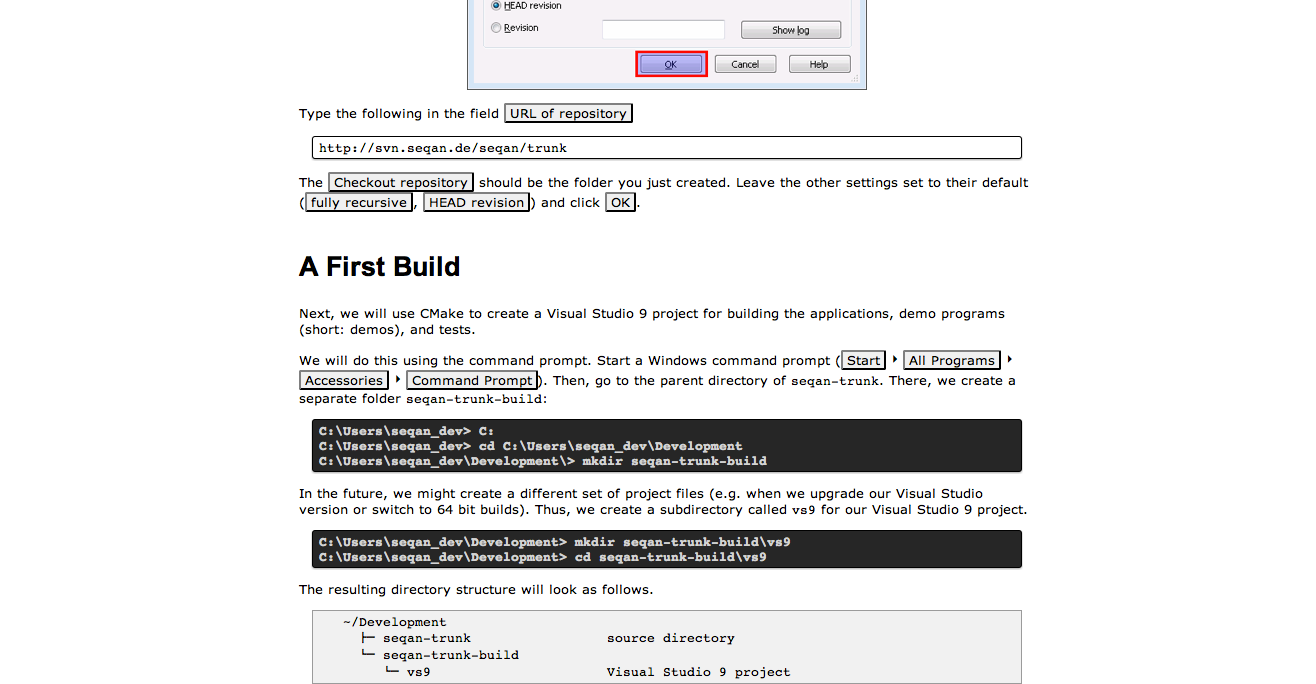 HEAD revision
Revision
Show log
OK Cancel Help
Type the following in the field URL of repository
http://svn.seqan.de/seqan/trunk
The Checkout repository should be the folder you just created. Leave the other settings set to their default
(fully recursive, HEAD revision) and click OK.
A First Build
Next, we will use CMake to create a Visual Studio 9 project for building the applications, demo programs
(short: demos), and tests.
We will do this using the command prompt. Start a Windows command prompt (Start ‣ All Programs ‣
Accessories ‣ Command Prompt). Then, go to the parent directory of seqan-trunk. There, we create a
separate folder seqan-trunk-build:
C:\Users\seqan_dev> C:
C:\Users\seqan_dev> cd C:\Users\seqan_dev\Development
C:\Users\seqan_dev\Development\> mkdir seqan-trunk-build
In the future, we might create a different set of project files (e.g. when we upgrade our Visual Studio
version or switch to 64 bit builds). Thus, we create a subdirectory called vs9 for our Visual Studio 9 project.
C:\Users\seqan_dev\Development> mkdir seqan-trunk-build\vs9
C:\Users\seqan_dev\Development> cd seqan-trunk-build\vs9
The resulting directory structure will look as follows.
~/Development
├─ seqan-trunk source directory
└─ seqan-trunk-build
└─ vs9 Visual Studio 9 project